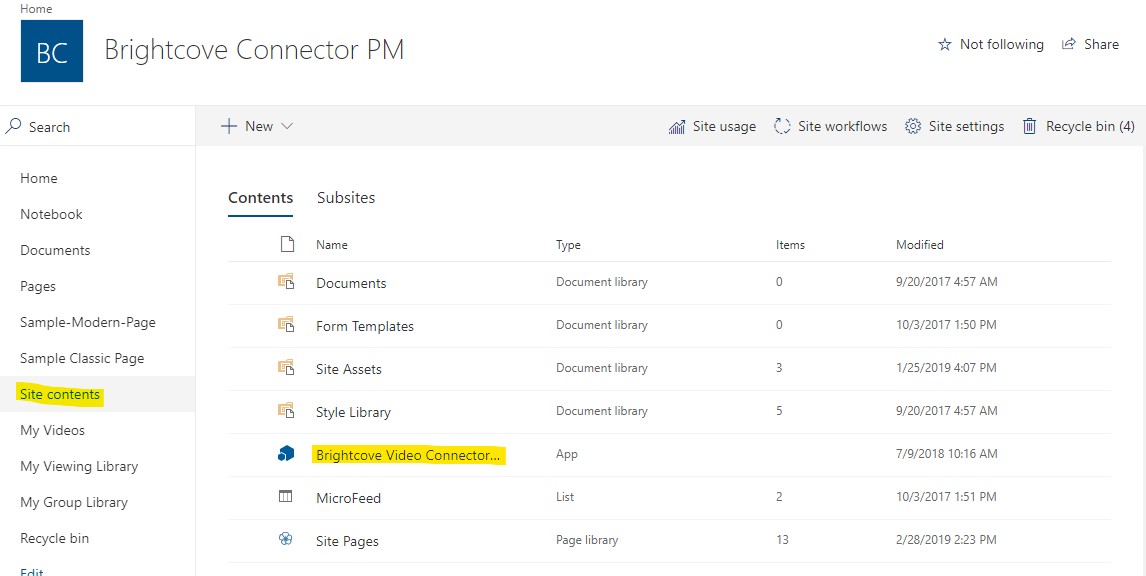 Home
BC
Brightcove Connector PM
Not following Share
Search
New
Site usage Site workflows Site settings Recycle bin (4)
Home
Notebook
Documents
Pages
Sample-Modern-Page
Sample Classic Page
Site contents
My Videos
My Viewing Library
My Group Library
Recycle bin
Edit
Contents Subsites
Name Type Items Modified
Documents Document library 0 9/20/2017 4:57 AM
Form Templates Document library 0 10/3/2017 1:50 PM
Site Assets Document library 3 1/25/2019 4:07 PM
Style Library Document library 5 9/20/2017 4:57 AM
Brightcove Video Connector... App 7/9/2018 10:16 AM
MicroFeed List 2 10/3/2017 1:51 PM
Site Pages Page library 13 2/28/2019 2:23 PM